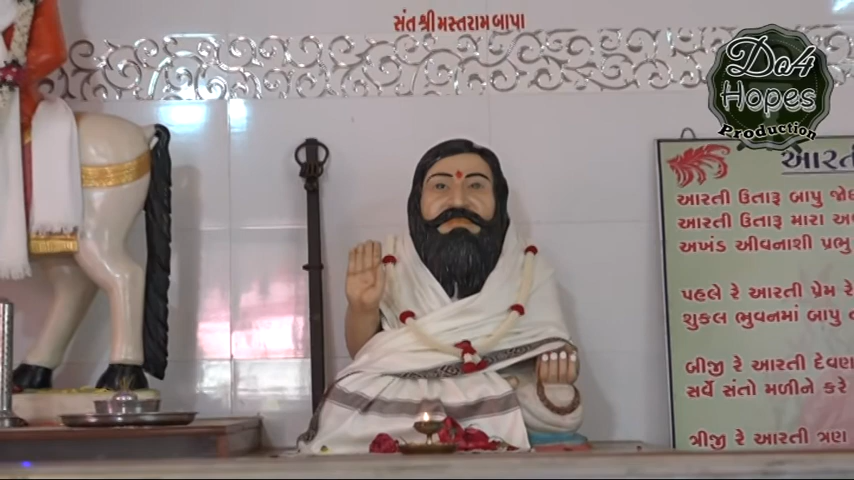 સંત શ્રી મસ્તરામ બાપા
Do4
Hopes
Production
આરતી ઉતારૂ બાપુ
આરતી ઉતારૂ મારા
અખંડ અવિનાશી પ્રભુ
પહેલ રે આરતી પ્રેમ
શુકલ ભુવનમાં બાપુ
બીજી રે આરતી
સર્વે સંતો મળીને કરે
ત્રીજી રે આરતી ત્રણ